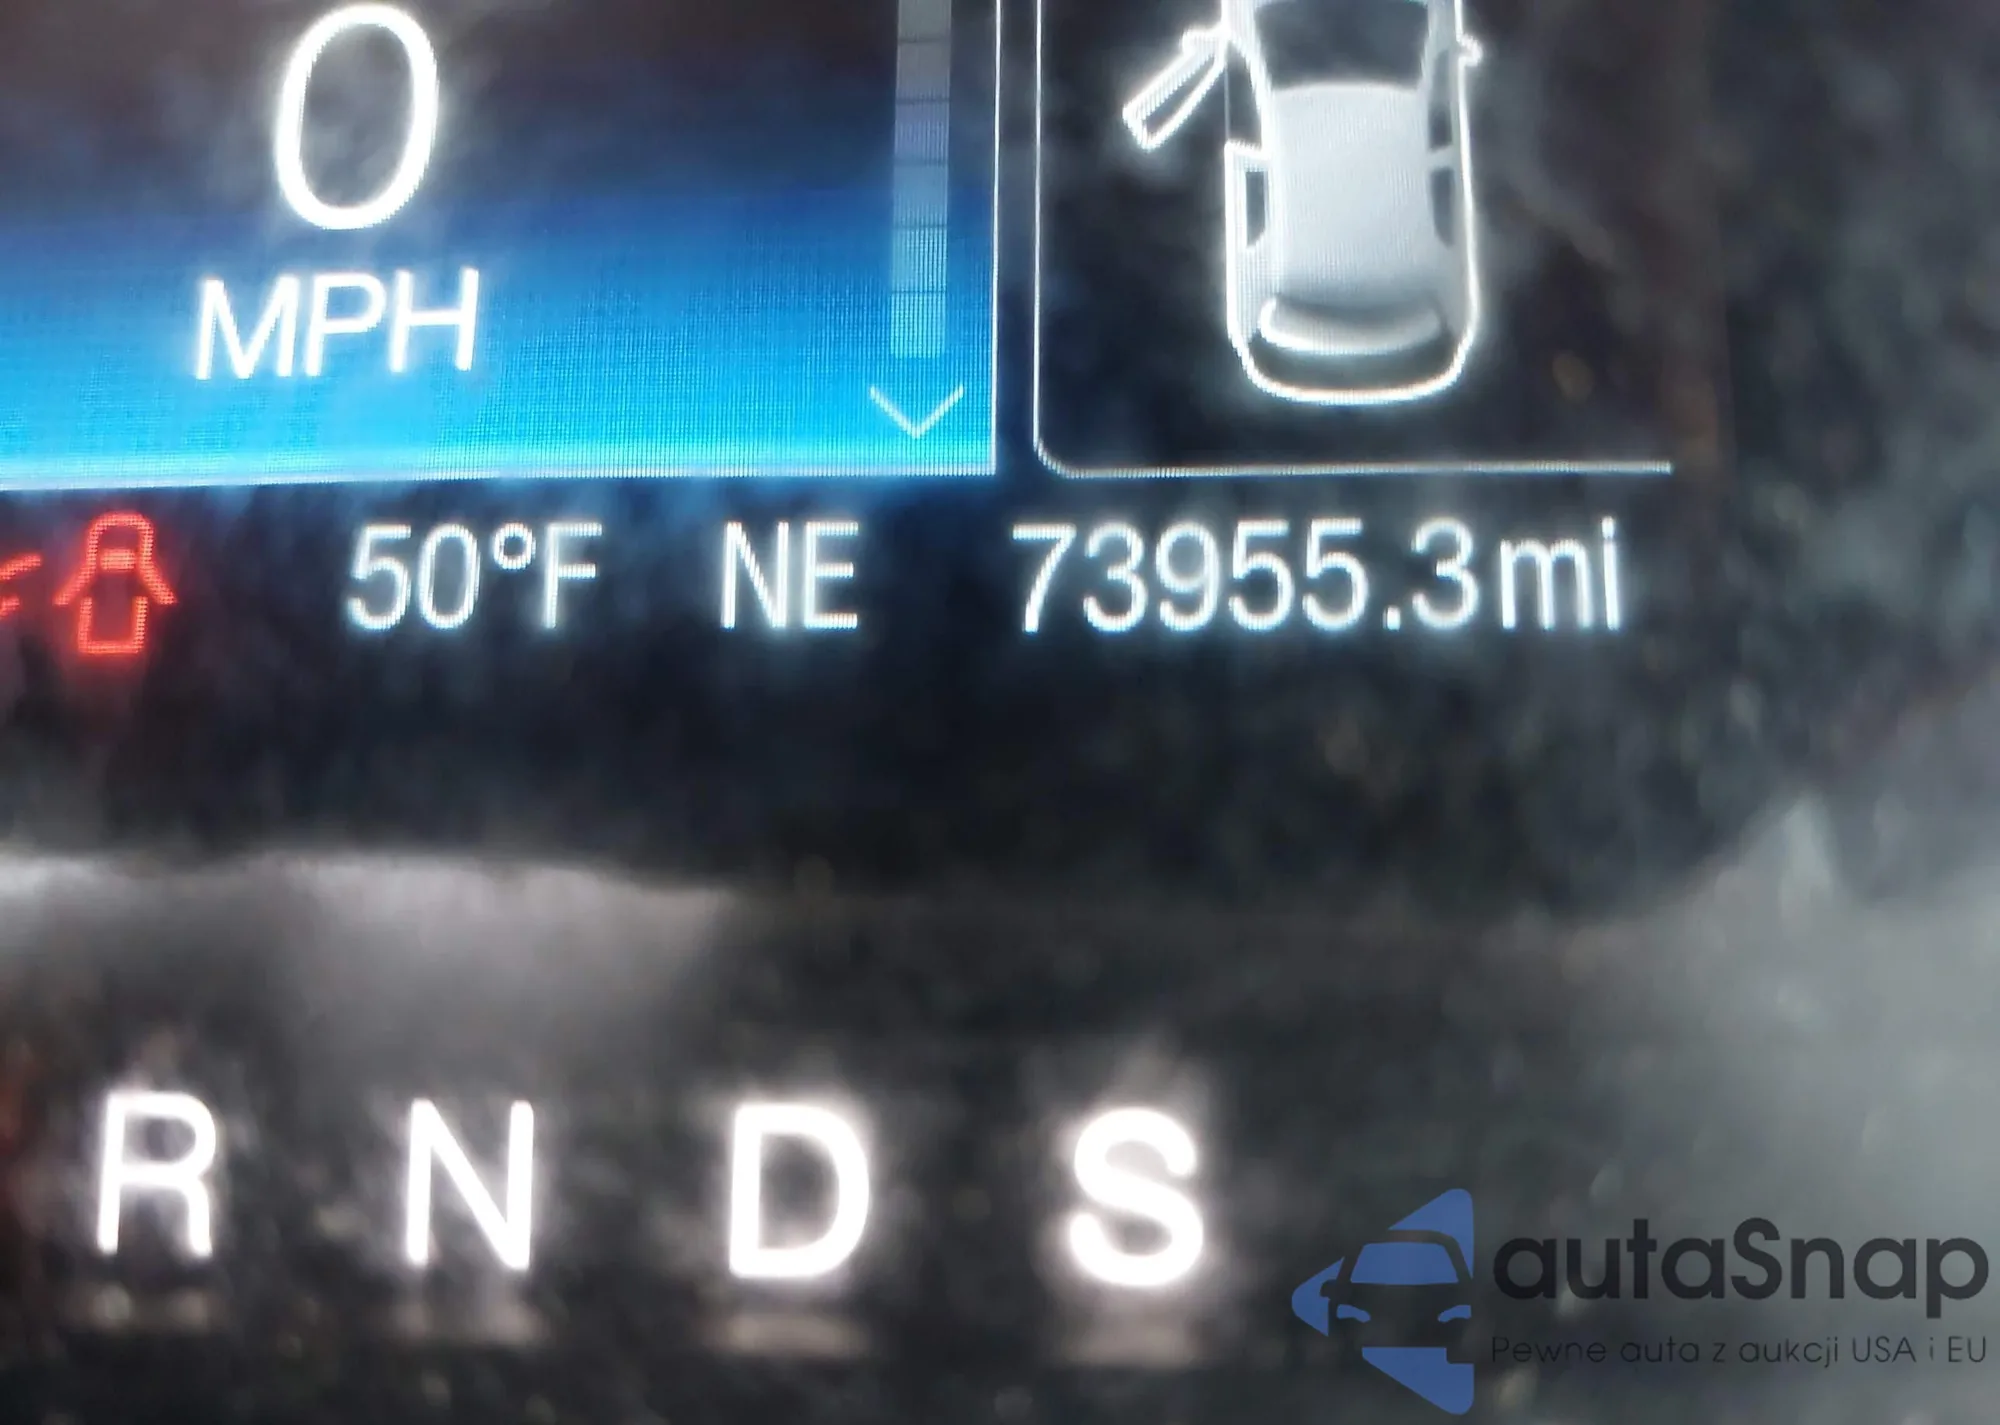 0
MPH
50°F NE 73955.3mi
R N D S
autaSnap
Pewne auta z aukcji USA i EU